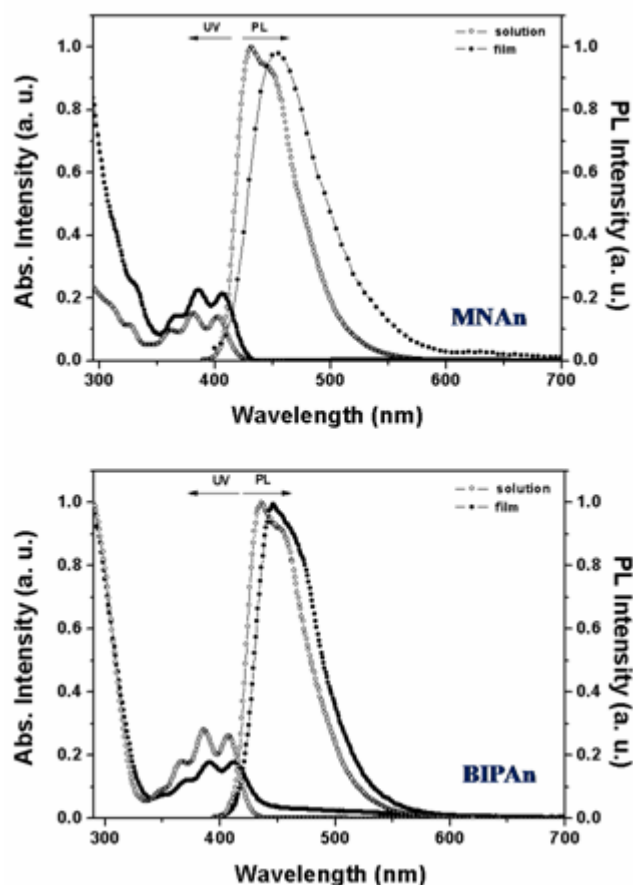 UV PL
solution
film
1.0
0.8
0.6
0.4
0.2
0.0
Abs. Intensity (a. u.)
1.0
0.8
0.6
0.4
0.2
0.0
PL Intensity (a. u.)
MNAn
300 400 500 600 700
Wavelength (nm)
UV PL
solution
film
1.0
0.8
0.6
0.4
0.2
0.0
Abs. Intensity (a. u.)
1.0
0.8
0.6
0.4
0.2
0.0
PL Intensity (a. u.)
BIPAn
300 400 500 600 700
Wavelength (nm)